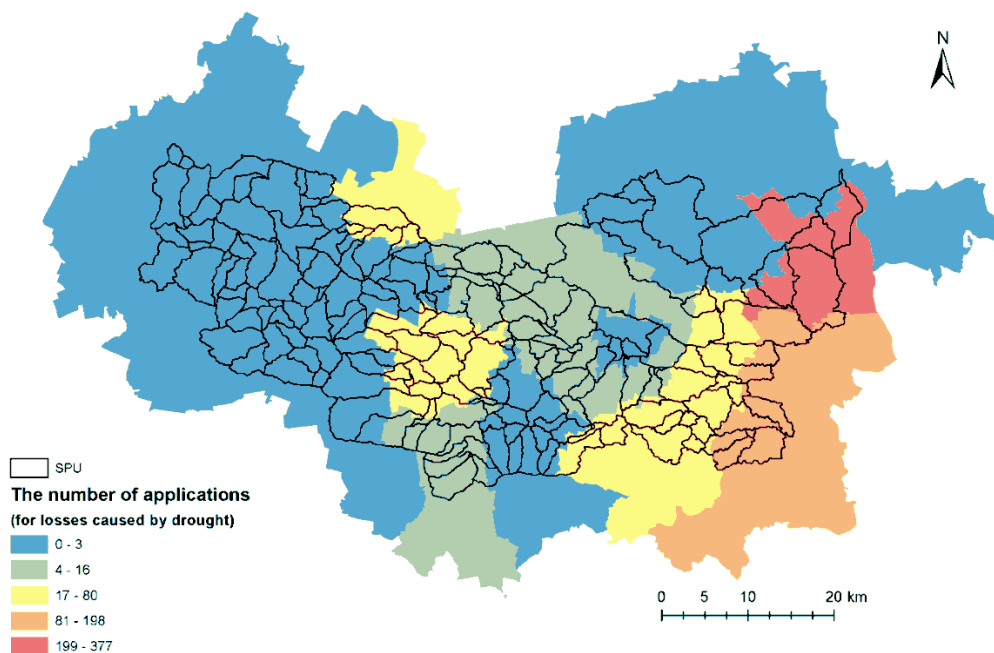 N
SPU
The number of applications
(for losses caused by drought)
0 - 3
4 - 16
17 - 80
81 - 198
199 - 377
0 5 10 20 km